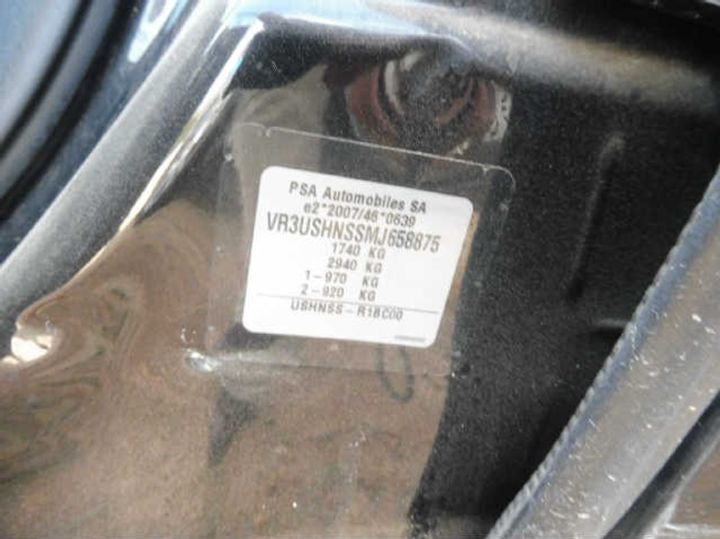 PSA Automobiles SA
e2*2007/46*0639
VR3USHNSSMJ658875
1740 KG
2940 KG
1-970 KG
2-920 KG
USHNSS - R18C00